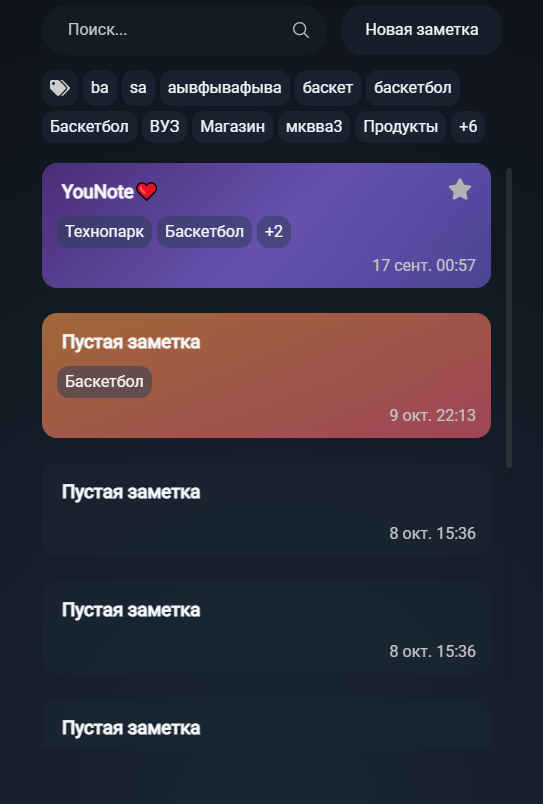 Поиск... Новая заметка
ba sa аывфывафыва баскет баскетбол
Баскетбол ВУЗ Магазин мквва3 Продукты +6
YouNote
Технопарк Баскетбол +2
17 сент. 00:57
Пустая заметка
Баскетбол
9 окт. 22:13
Пустая заметка
8 окт. 15:36
Пустая заметка
8 окт. 15:36
Пустая заметка